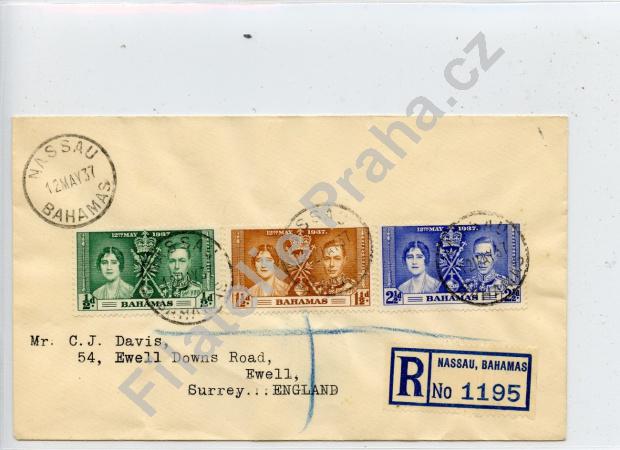 NASSAU
12 MAY 37
BAHAMAS
12TH MAY 1937.
½d BAHAMAS ½d
12TH MAY 1937.
1½d BAHAMAS 1½d
12TH MAY 1937.
2½d BAHAMAS 2½d
NASSAU
NASSAU
Mr. C.J. Davis,
54, Ewell Downs Road,
Ewell,
Surrey..:ENGLAND
R NASSAU, BAHAMAS
No 1195
Filatelie Praha.cz